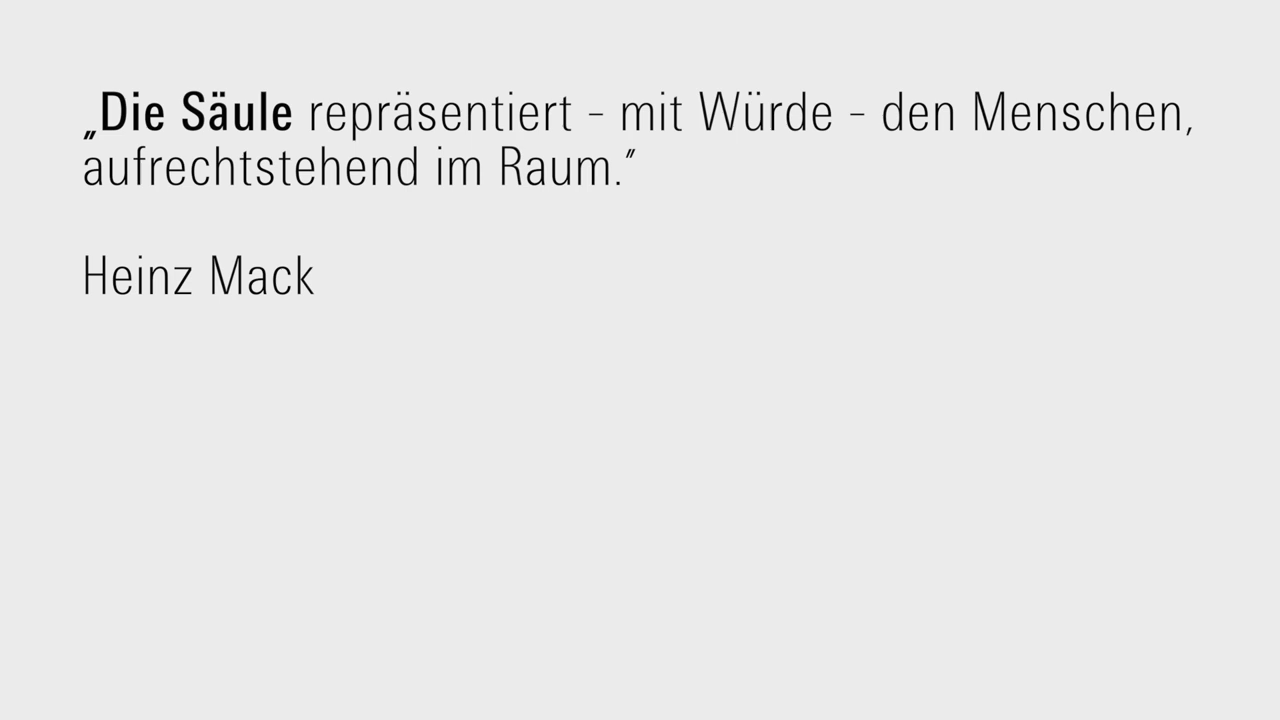 „Die Säule repräsentiert - mit Würde - den Menschen,
aufrechtstehend im Raum.”
Heinz Mack